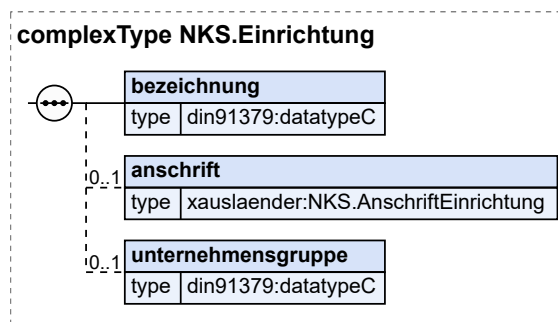 complexType NKS.Einrichtung
bezeichnung
type din91379:datatypeC
0..1 anschrift
type xauslaender:NKS.AnschriftEinrichtung
0..1 unternehmensgruppe
type din91379:datatypeC